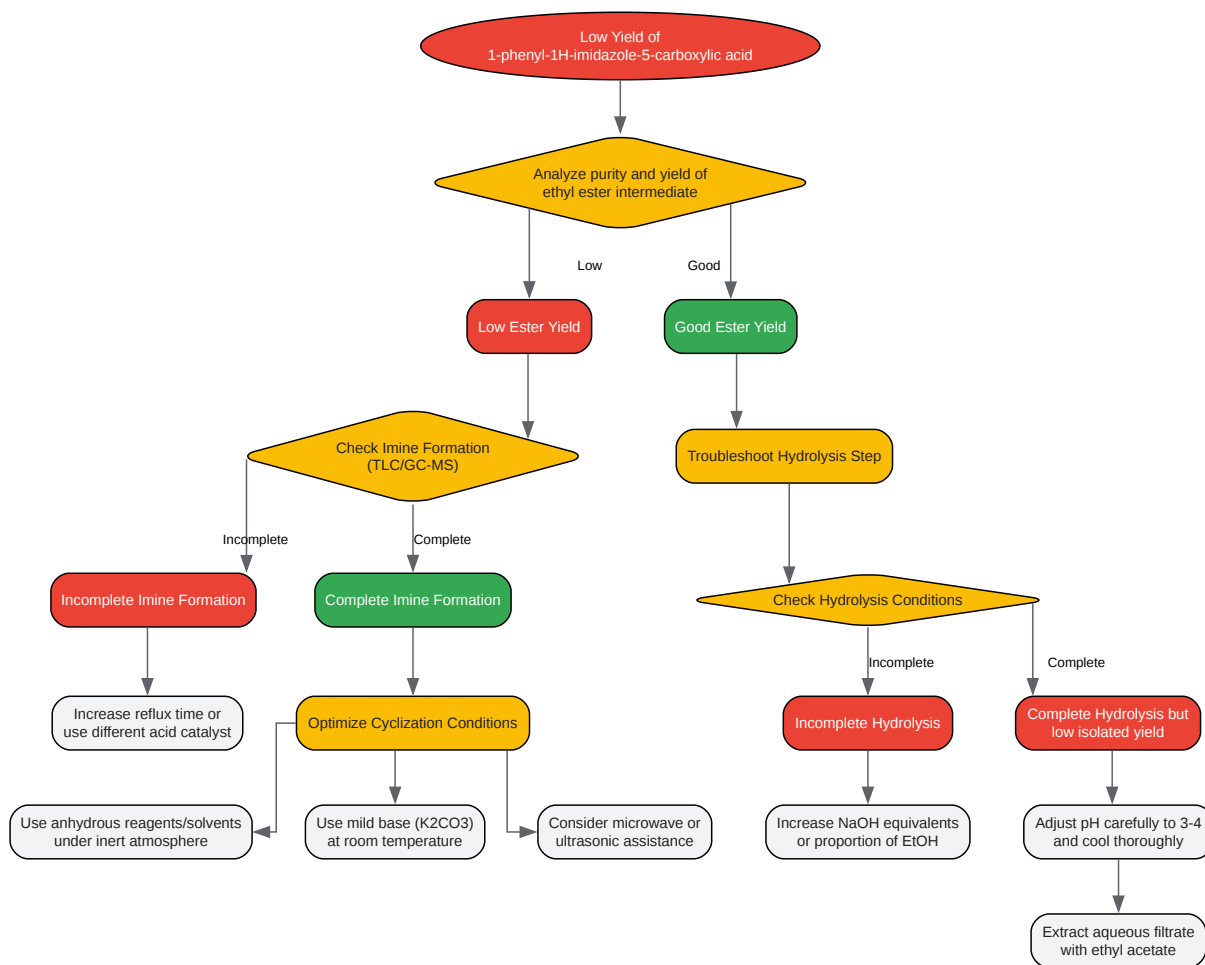 Low Yield of
1-phenyl-1H-imidazole-5-carboxylic acid
Analyze purity and yield of
ethyl ester intermediate
Low
Good
Low Ester Yield
Good Ester Yield
Check Imine Formation
(TLC/GC-MS)
Troubleshoot Hydrolysis Step
Incomplete
Complete
Incomplete Imine Formation
Complete Imine Formation
Check Hydrolysis Conditions
Incomplete
Complete
Increase reflux time or
use different acid catalyst
Optimize Cyclization Conditions
Incomplete Hydrolysis
Complete Hydrolysis but
low isolated yield
Use anhydrous reagents/solvents
under inert atmosphere
Use mild base (K2CO3)
at room temperature
Consider microwave or
ultrasonic assistance
Increase NaOH equivalents
or proportion of EtOH
Adjust pH carefully to 3-4
and cool thoroughly
Extract aqueous filtrate
with ethyl acetate